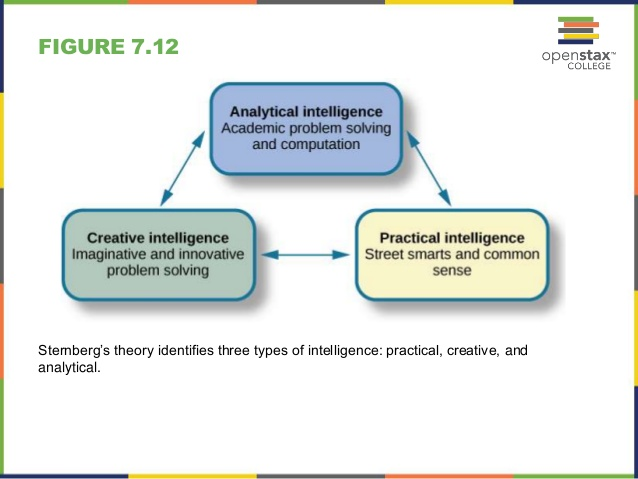 FIGURE 7.12
openstax™
COLLEGE
Analytical intelligence
Academic problem solving
and computation
Creative intelligence
Imaginative and innovative
problem solving
Practical intelligence
Street smarts and common
sense
Sternberg’s theory identifies three types of intelligence: practical, creative, and
analytical.